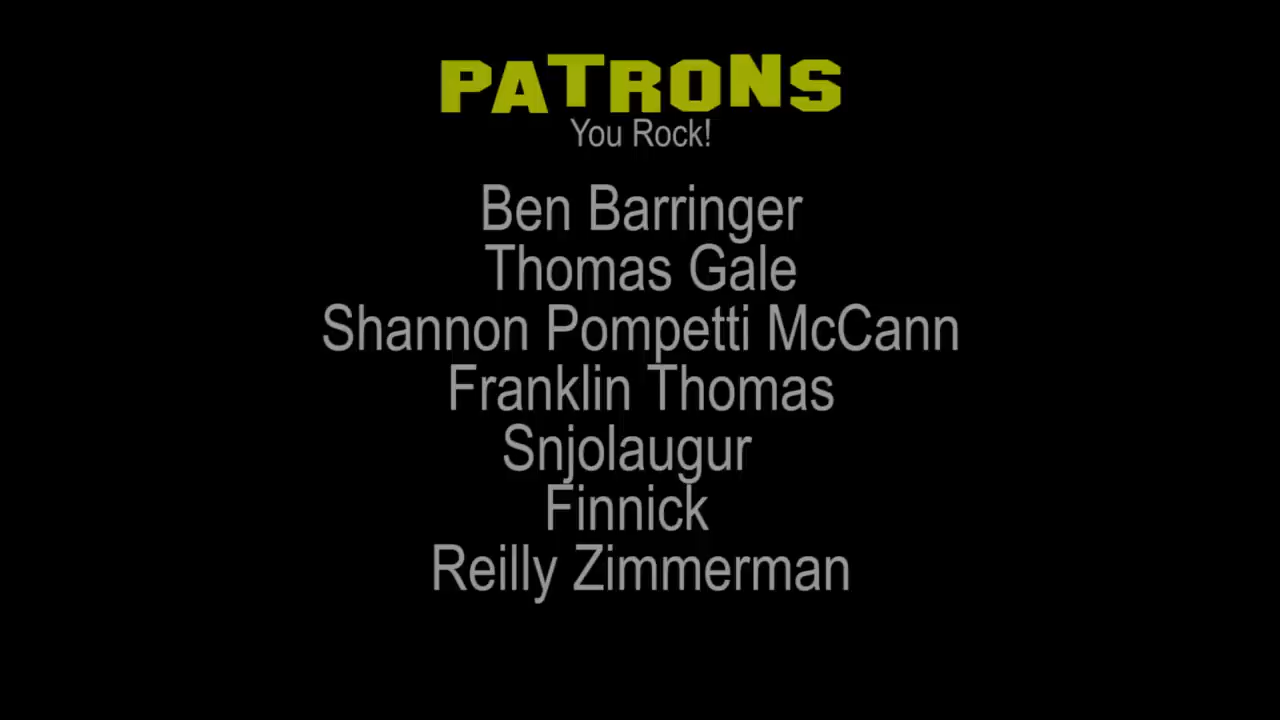 PATRONS
You Rock!
Ben Barringer
Thomas Gale
Shannon Pompetti McCann
Franklin Thomas
Snjolaugur
Finnick
Reilly Zimmerman